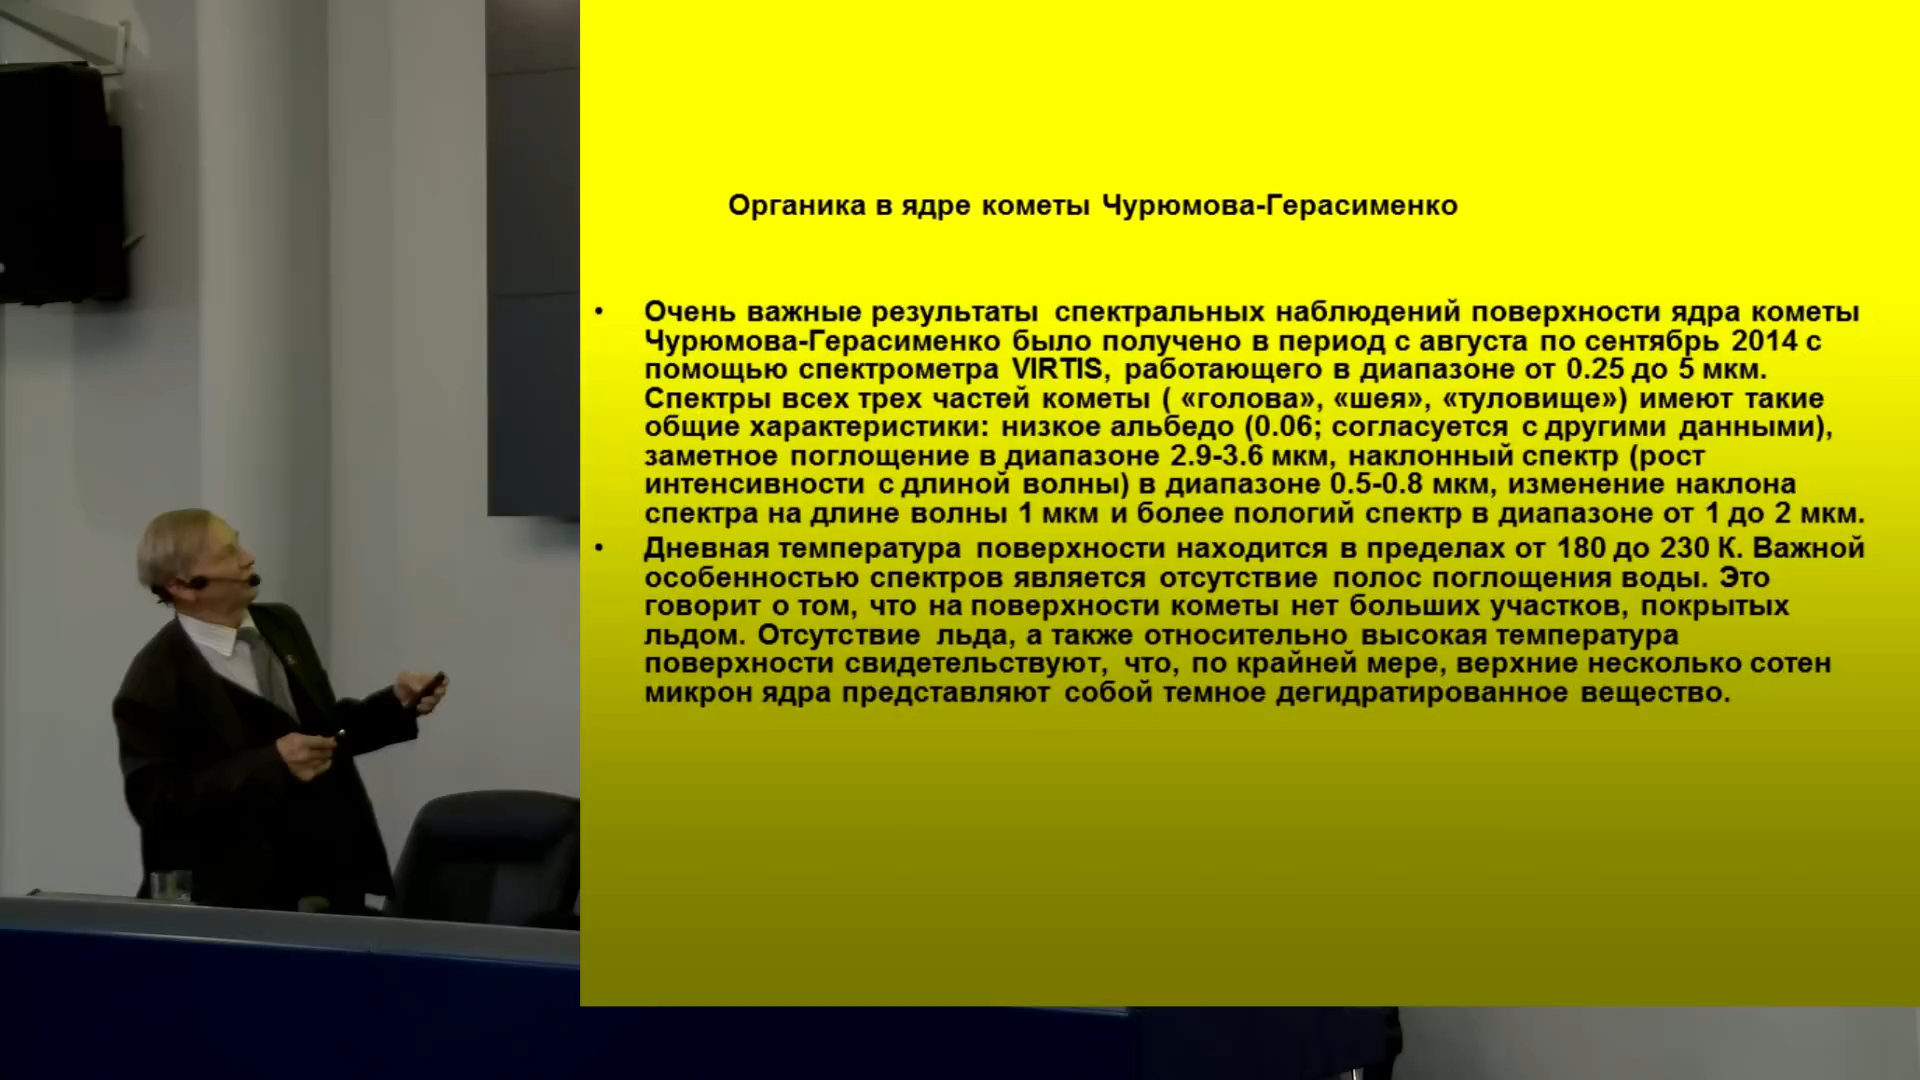 Органика в ядре кометы Чурюмова-Герасименко
• Очень важные результаты спектральных наблюдений поверхности ядра кометы
Чурюмова-Герасименко было получено в период с августа по сентябрь 2014 с
помощью спектрометра VIRTIS, работающего в диапазоне от 0.25 до 5 мкм.
Спектры всех трех частей кометы ( «голова», «шея», «туловище») имеют такие
общие характеристики: низкое альбедо (0.06; согласуется с другими данными),
заметное поглощение в диапазоне 2.9-3.6 мкм, наклонный спектр (рост
интенсивности с длиной волны) в диапазоне 0.5-0.8 мкм, изменение наклона
спектра на длине волны 1 мкм и более пологий спектр в диапазоне от 1 до 2 мкм.
• Дневная температура поверхности находится в пределах от 180 до 230 К. Важной
особенностью спектров является отсутствие полос поглощения воды. Это
говорит о том, что на поверхности кометы нет больших участков, покрытых
льдом. Отсутствие льда, а также относительно высокая температура
поверхности свидетельствуют, что, по крайней мере, верхние несколько сотен
микрон ядра представляют собой темное дегидратированное вещество.